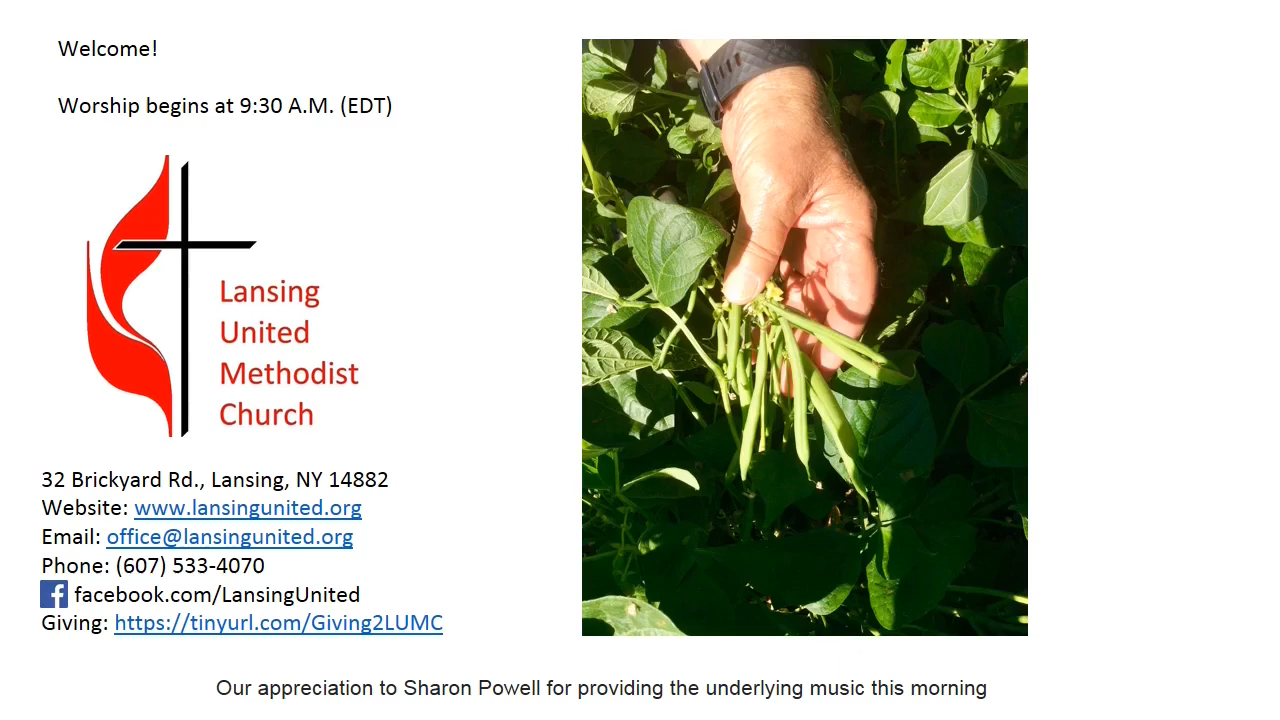 Welcome!
Worship begins at 9:30 A.M. (EDT)
Lansing
United
Methodist
Church
32 Brickyard Rd., Lansing, NY 14882
Website: www.lansingunited.org
Email: office@lansingunited.org
Phone: (607) 533-4070
f facebook.com/LansingUnited
Giving: https://tinyurl.com/Giving2LUMC
Our appreciation to Sharon Powell for providing the underlying music this morning